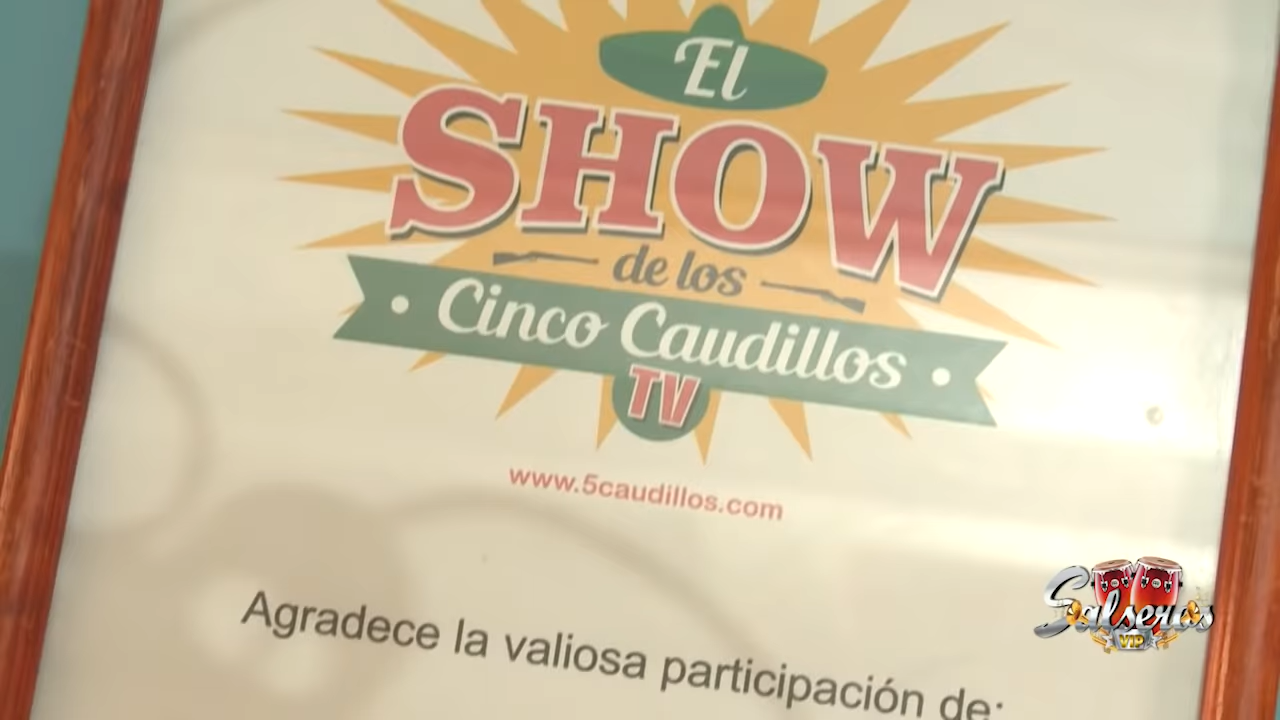 El
SHOW
de los
Cinco Caudillos
TV
www.5caudillos.com
Agradece la valiosa participación de:
Salseros
VIP